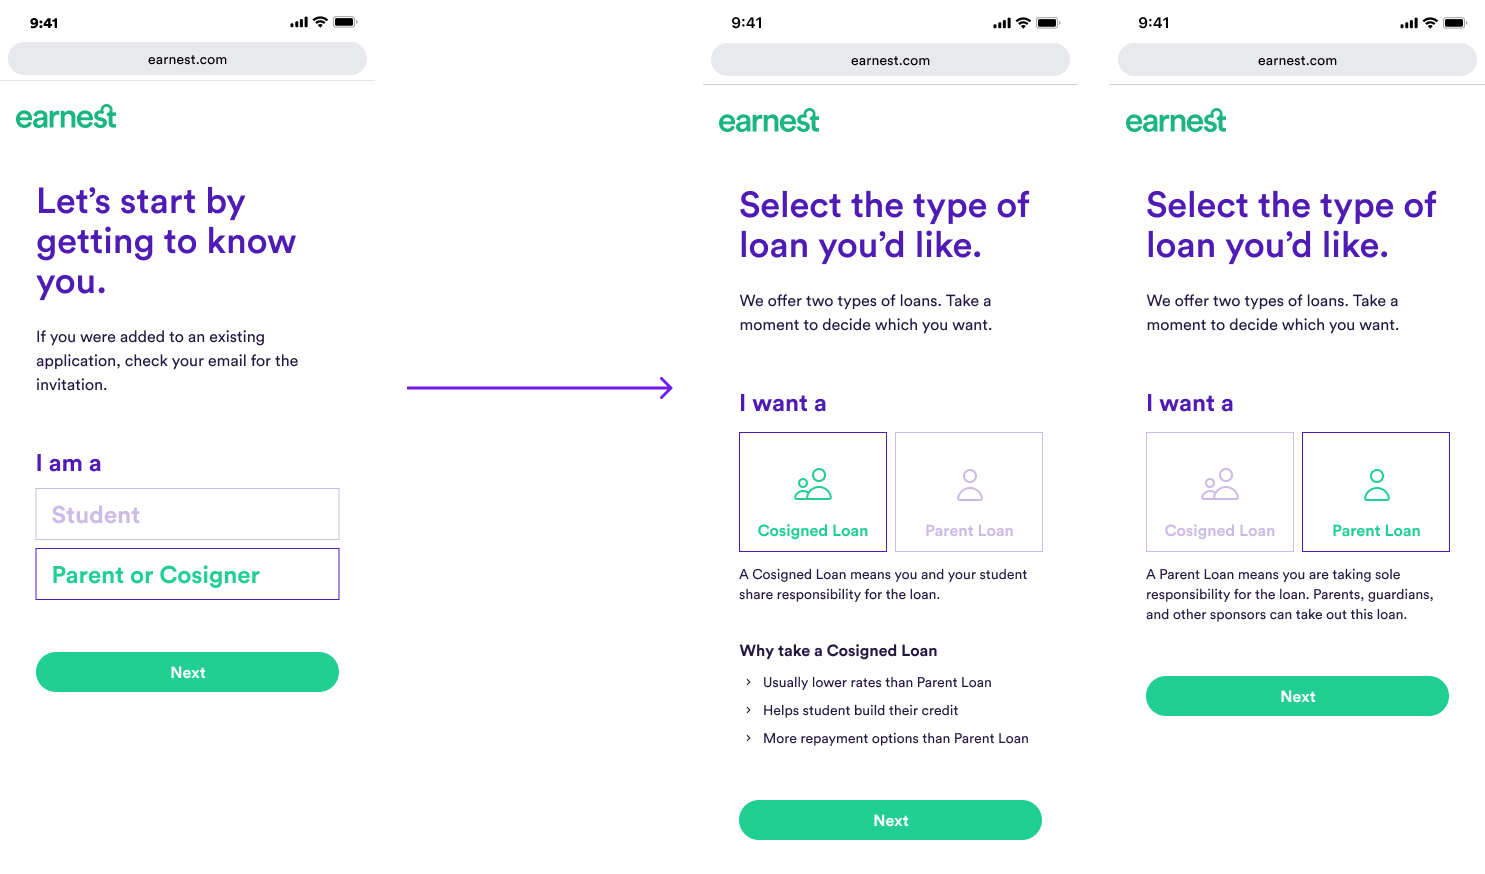 9:41
earnest.com
earnest
Let’s start by
getting to know
you.
If you were added to an existing
application, check your email for the
invitation.
I am a
Student
Parent or Cosigner
Next
9:41
earnest.com
earnest
Select the type of
loan you’d like.
We offer two types of loans. Take a
moment to decide which you want.
I want a
Cosigned Loan
Parent Loan
A Cosigned Loan means you and your student
share responsibility for the loan.
Why take a Cosigned Loan
Usually lower rates than Parent Loan
Helps student build their credit
More repayment options than Parent Loan
Next
9:41
earnest.com
earnest
Select the type of
loan you’d like.
We offer two types of loans. Take a
moment to decide which you want.
I want a
Cosigned Loan
Parent Loan
A Parent Loan means you are taking sole
responsibility for the loan. Parents, guardians,
and other sponsors can take out this loan.
Next